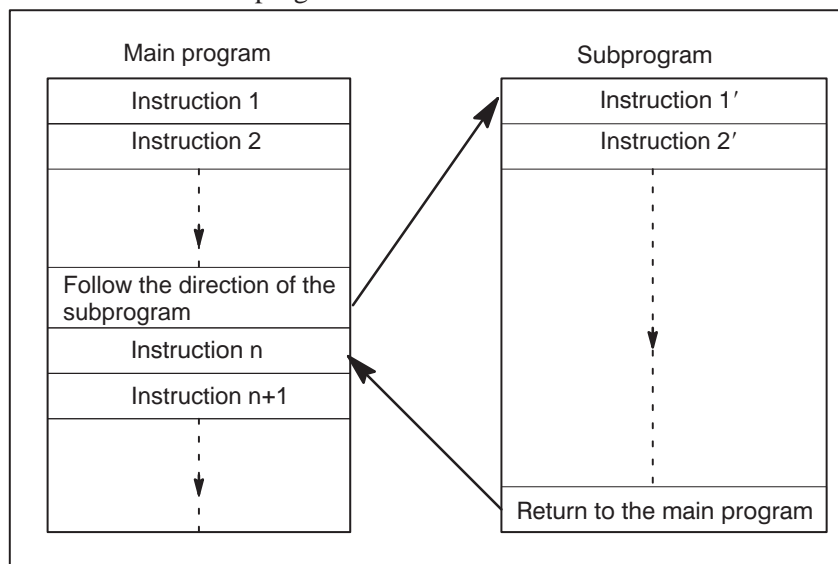 Main program
Instruction 1
Instruction 2
Follow the direction of the
subprogram
Instruction n
Instruction n+1
Subprogram
Instruction 1′
Instruction 2′
Return to the main program